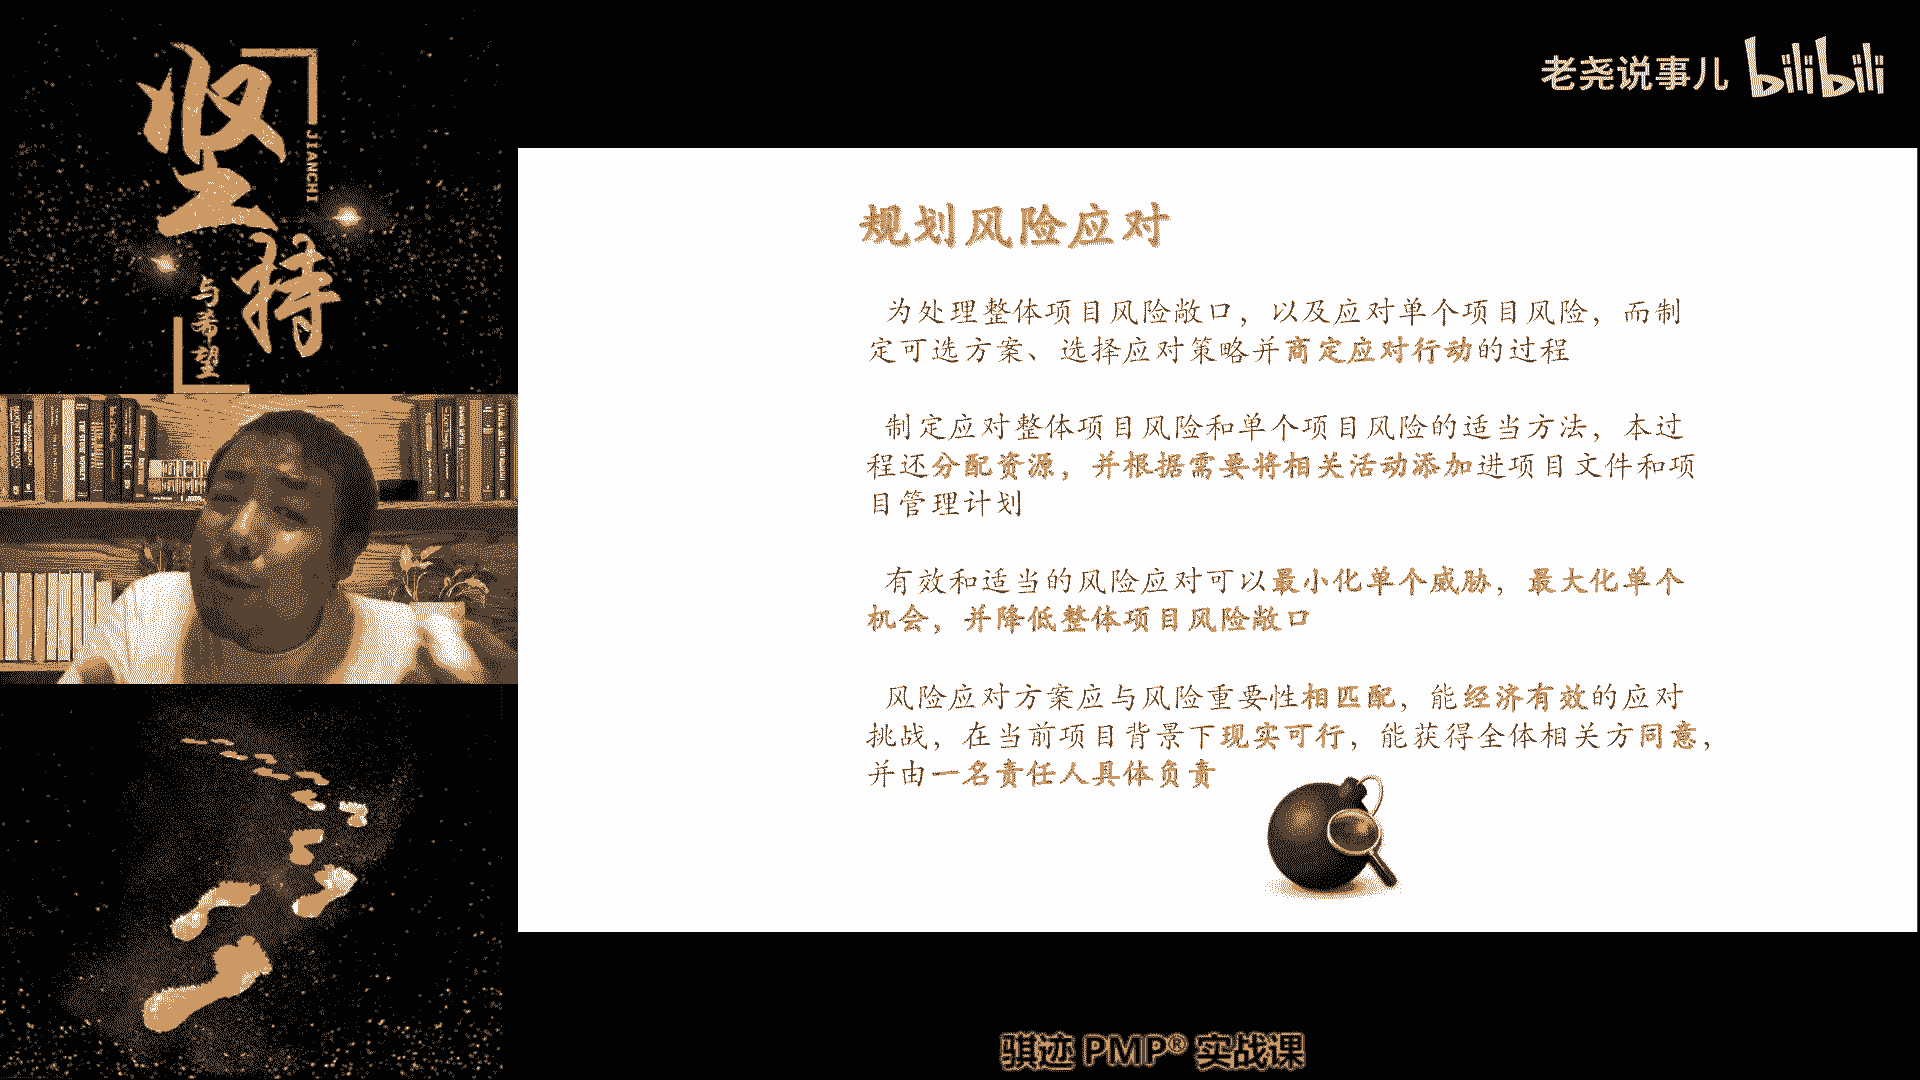 坚持
JIANCHI
与希望
老尧说事儿 bilibili
规划风险应对
为处理整体项目风险敞口，以及应对单个项目风险，而制
定可选方案、选择应对策略并商定应对行动的过程
制定应对整体项目风险和单个项目风险的适当方法，本过
程还分配资源，并根据需要将相关活动添加进项目文件和项
目管理计划
有效和适当的风险应对可以最小化单个威胁，最大化单个
机会，并降低整体项目风险敞口
风险应对方案应与风险重要性相匹配，能经济有效的应对
挑战，在当前项目背景下现实可行，能获得全体相关方同意，
并由一名责任人具体负责
骐迹 PMP® 实战课